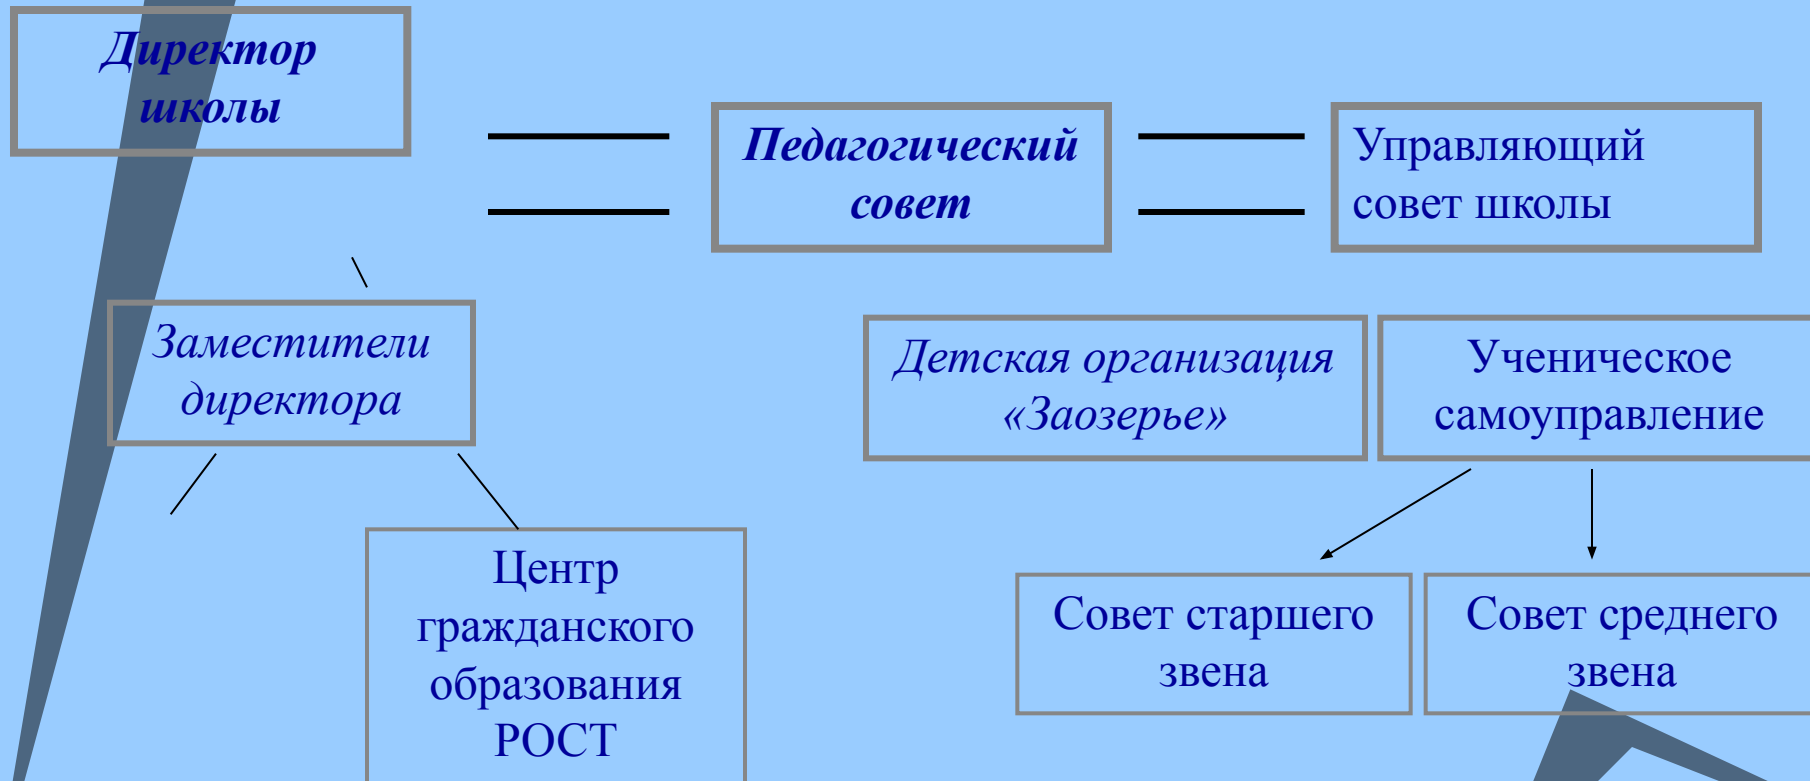 Директор
школы
Педагогический
совет
Управляющий
совет школы
Заместители
директора
Детская организация
«Заозерье»
Ученическое
самоуправление
Центр
гражданского
образования
РОСТ
Совет старшего
звена
Совет среднего
звена